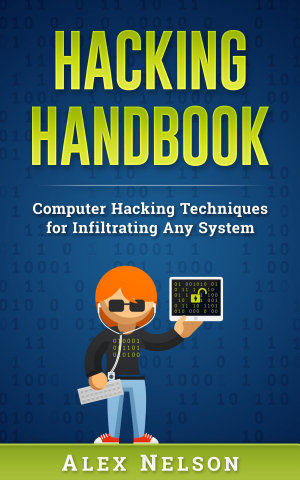 HACKING
HANDBOOK
Computer Hacking Techniques
for Infiltrating Any System
ALEX NELSON